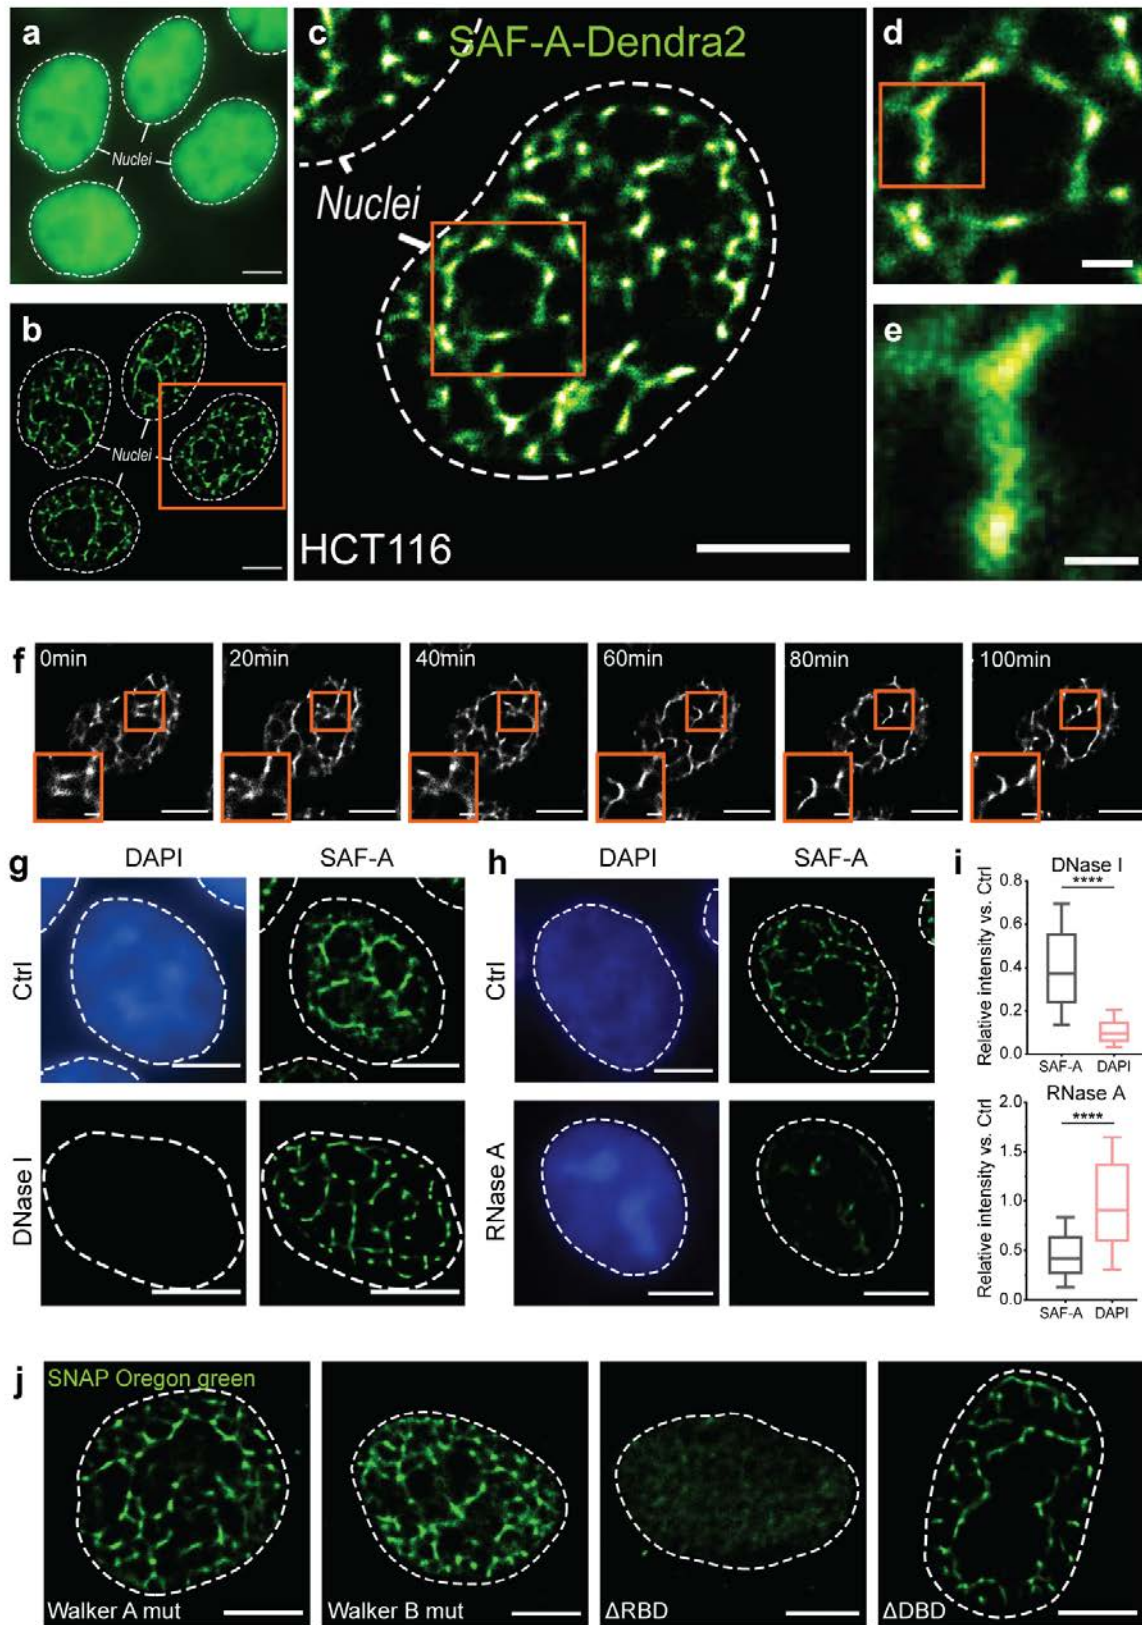 a
Nuclei
b
Nuclei
c
SAF-A-Dendra2
Nuclei
HCT116
d
e
f
0min
20min
40min
60min
80min
100min
g
DAPI
SAF-A
Ctrl
DNase I
h
DAPI
SAF-A
Ctrl
RNase A
i
DNase I
****
Relative intensity vs. Ctrl
0.8
0.6
0.4
0.2
0.0
SAF-A
DAPI
RNase A
****
Relative intensity vs. Ctrl
2.0
1.5
1.0
0.5
0.0
SAF-A
DAPI
j
SNAP Oregon green
Walker A mut
Walker B mut
ΔRBD
ΔDBD